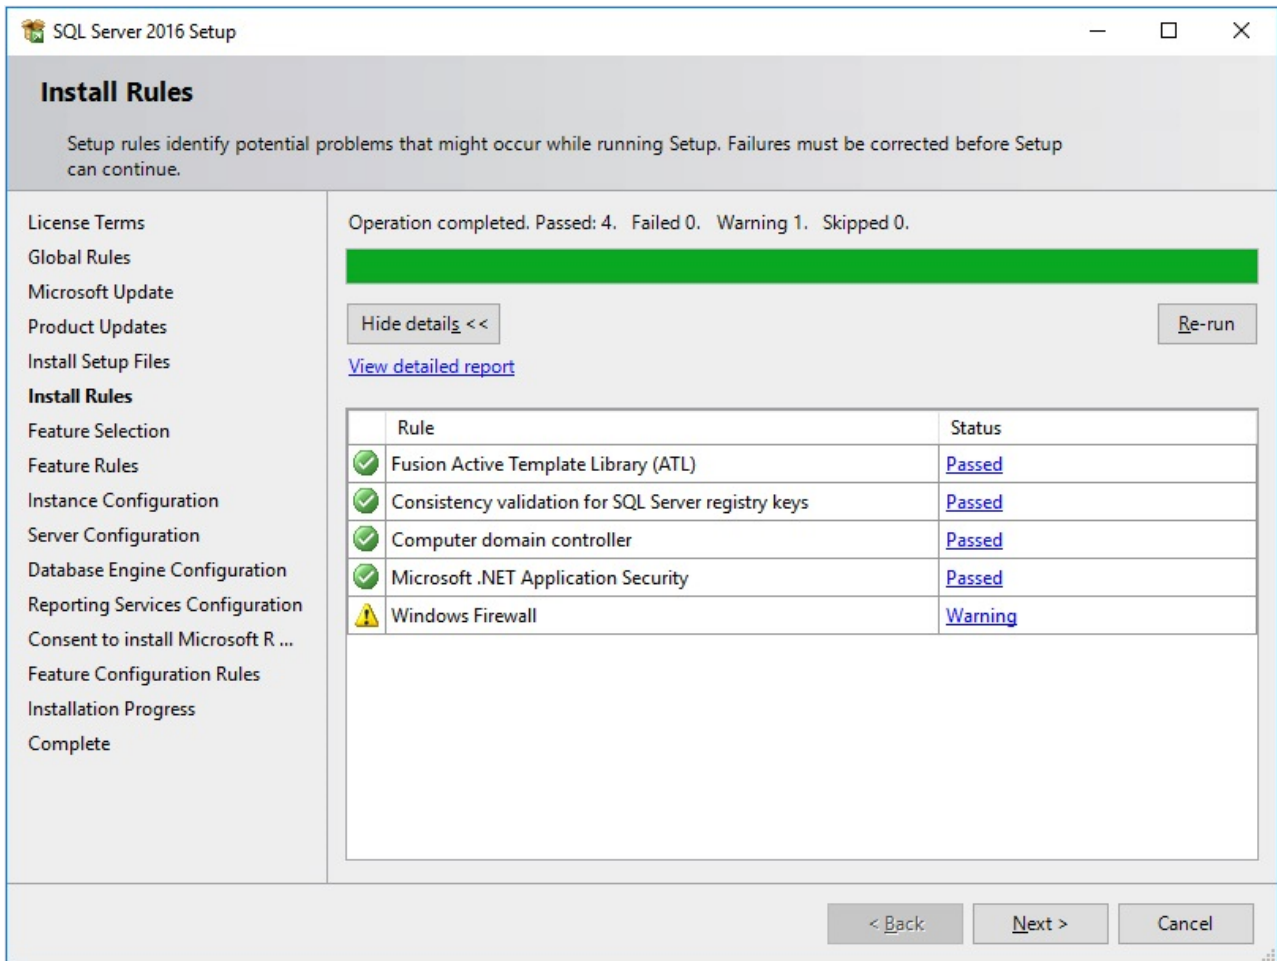 SQL Server 2016 Setup
Install Rules
Setup rules identify potential problems that might occur while running Setup. Failures must be corrected before Setup
can continue.
License Terms
Global Rules
Microsoft Update
Product Updates
Install Setup Files
Install Rules
Feature Selection
Feature Rules
Instance Configuration
Server Configuration
Database Engine Configuration
Reporting Services Configuration
Consent to install Microsoft R ...
Feature Configuration Rules
Installation Progress
Complete
Operation completed. Passed: 4.   Failed 0.   Warning 1.   Skipped 0.
Hide details <<
Re-run
View detailed report
Rule Status
Fusion Active Template Library (ATL) Passed
Consistency validation for SQL Server registry keys Passed
Computer domain controller Passed
Microsoft .NET Application Security Passed
Windows Firewall Warning
< Back Next > Cancel